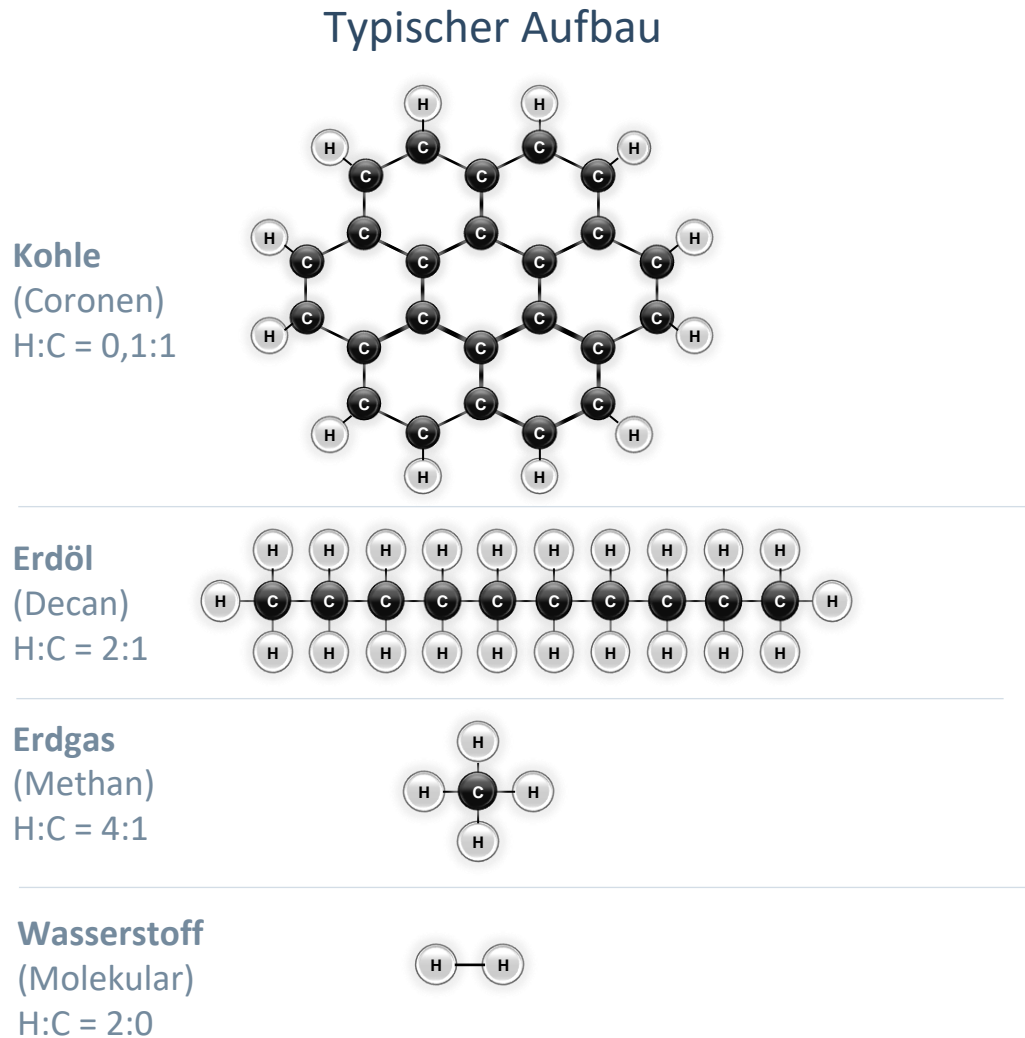 Typischer Aufbau
H H
H C C H
C C C
C C C
H C C C C H
H C C C C H
C C C
C C C
H C C H
H H
Kohle
(Coronen)
H:C = 0,1:1
H H H H H H H H H H
H C C C C C C C C C C H
H H H H H H H H H H
Erdöl
(Decan)
H:C = 2:1
H
H C H
H
Erdgas
(Methan)
H:C = 4:1
H H
Wasserstoff
(Molekular)
H:C = 2:0